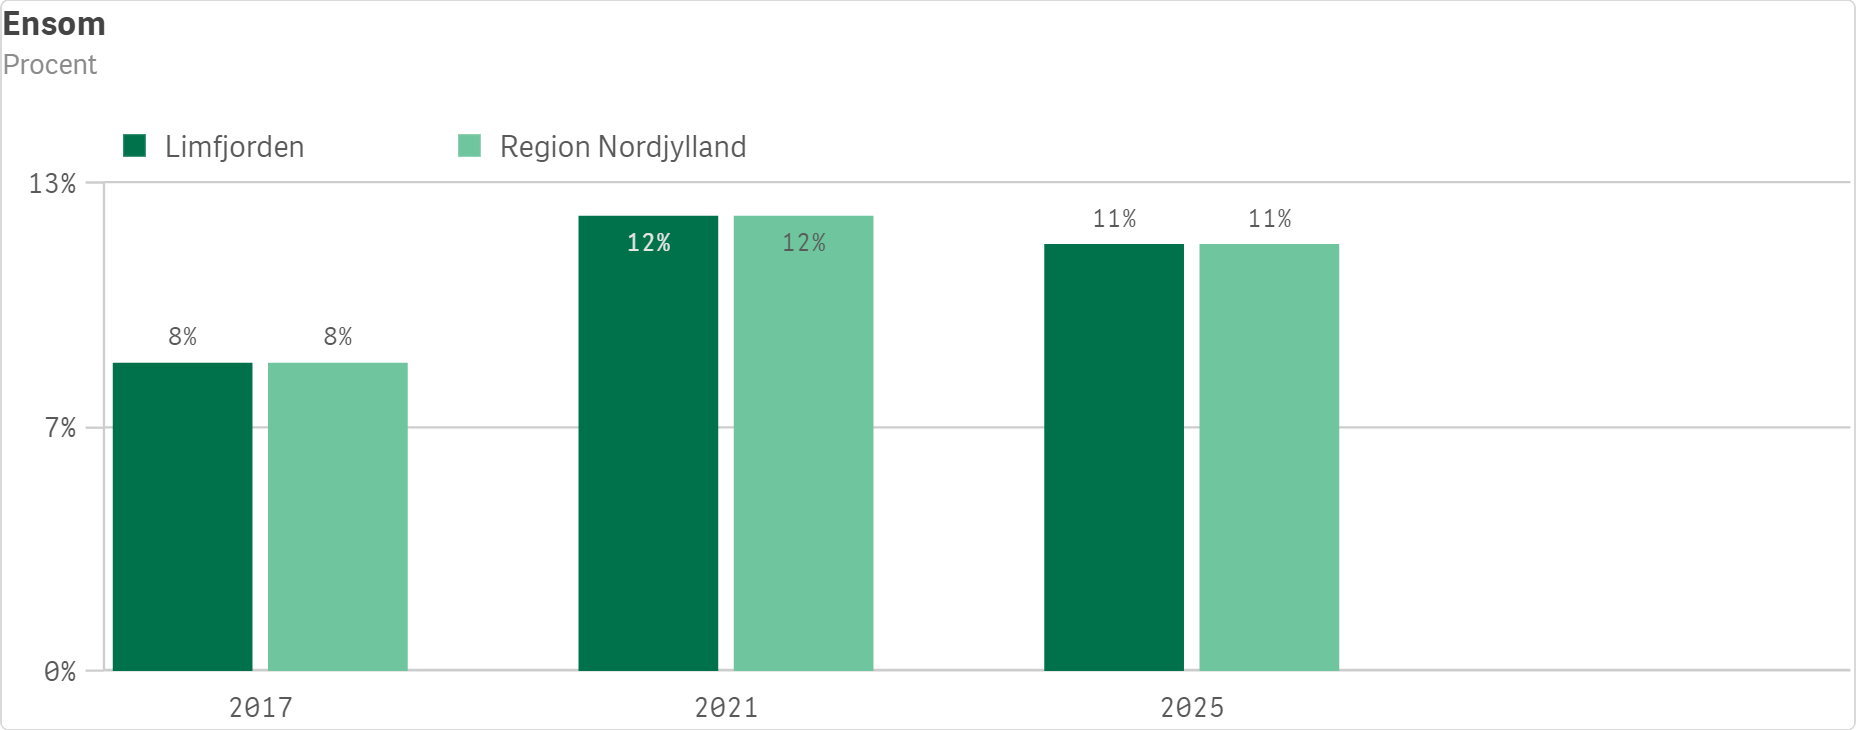 Ensom
Procent
Limfjorden Region Nordjylland
13%
11% 11%
12% 12%
8% 8%
7%
0%
2017 2021 2025